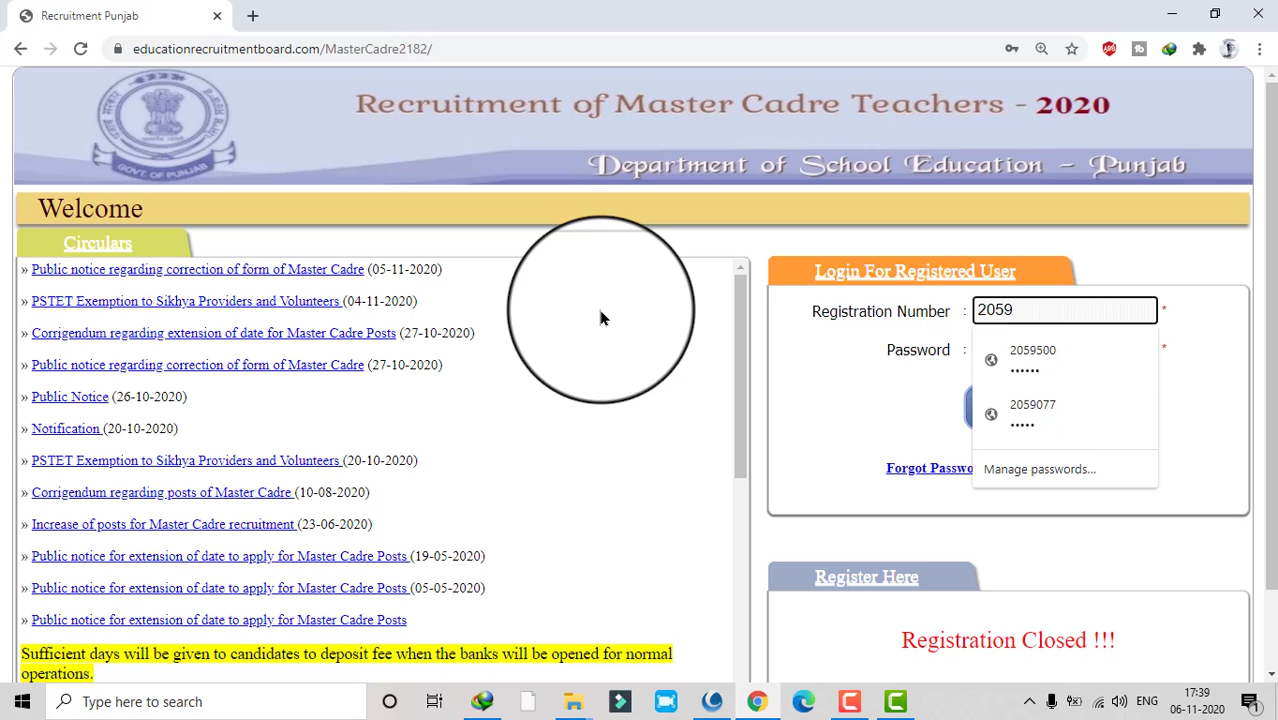 Recruitment Punjab
educationrecruitmentboard.com/MasterCadre2182/
Recruitment of Master Cadre Teachers - 2020
GOVT. OF PUNJAB
Department of School Education - Punjab
Welcome
Circulars
» Public notice regarding correction of form of Master Cadre (05-11-2020)
» PSTET Exemption to Sikhya Providers and Volunteers (04-11-2020)
» Corrigendum regarding extension of date for Master Cadre Posts (27-10-2020)
» Public notice regarding correction of form of Master Cadre (27-10-2020)
» Public Notice (26-10-2020)
» Notification (20-10-2020)
» PSTET Exemption to Sikhya Providers and Volunteers (20-10-2020)
» Corrigendum regarding posts of Master Cadre (10-08-2020)
» Increase of posts for Master Cadre recruitment (23-06-2020)
» Public notice for extension of date to apply for Master Cadre Posts (19-05-2020)
» Public notice for extension of date to apply for Master Cadre Posts (05-05-2020)
» Public notice for extension of date to apply for Master Cadre Posts
Sufficient days will be given to candidates to deposit fee when the banks will be opened for normal
operations.
Login For Registered User
Registration Number : 2059 *
Password : *
2059500
••••••
2059077
•••••
Manage passwords...
Forgot Passwo
Register Here
Registration Closed !!!
Type here to search
17:39
06-11-2020